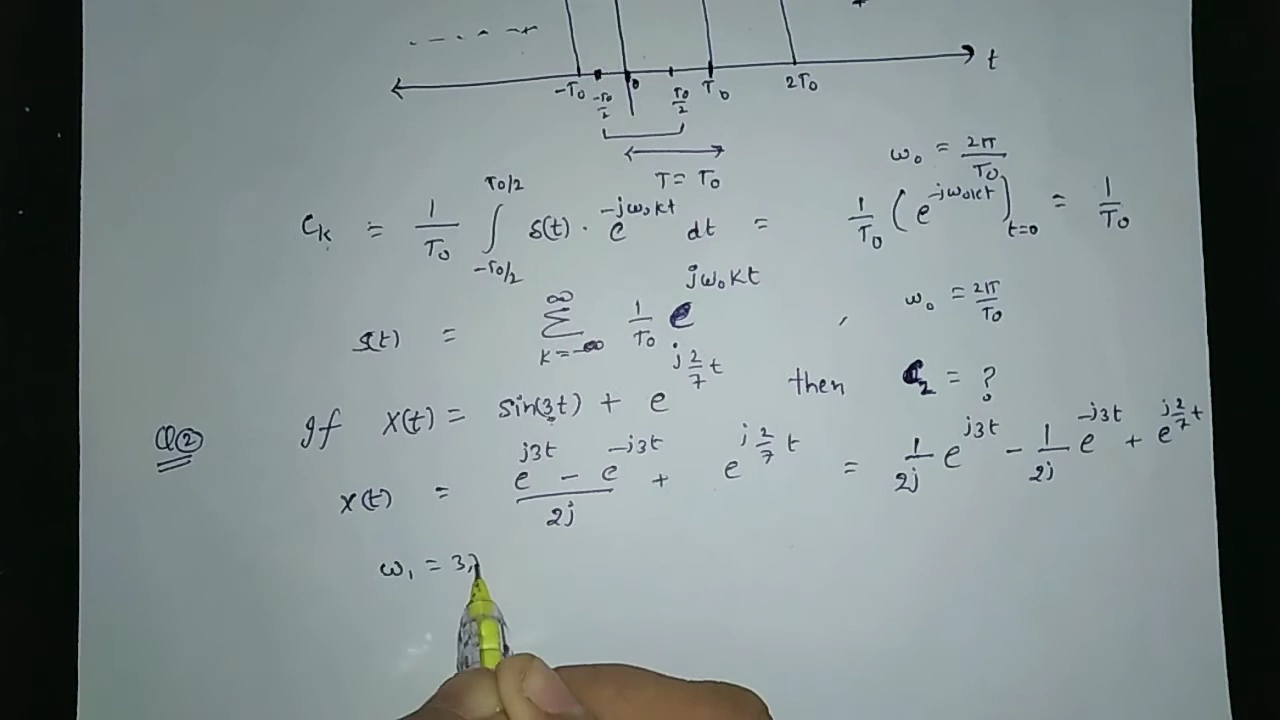 t
-T₀ -T₀/2 0 T₀/2 T₀ 2T₀
T = T₀
ω₀ = 2π/T₀
Cₖ = 1/T₀ ∫_{-T₀/2}^{T₀/2} δ(t) · e^{-jω₀kt} dt = 1/T₀ (e^{-jω₀kt})_{t=0} = 1/T₀
s(t) = Σ_{k=-∞}^{∞} 1/T₀ e^{jω₀kt} , ω₀ = 2π/T₀
Q② If x(t) = sin(3t) + e^{j 2/7 t} then C₂ = ?
x(t) = (e^{j3t} - e^{-j3t})/2j + e^{j 2/7 t} = 1/2j e^{j3t} - 1/2j e^{-j3t} + e^{j 2/7 t}
ω₁ = 3,